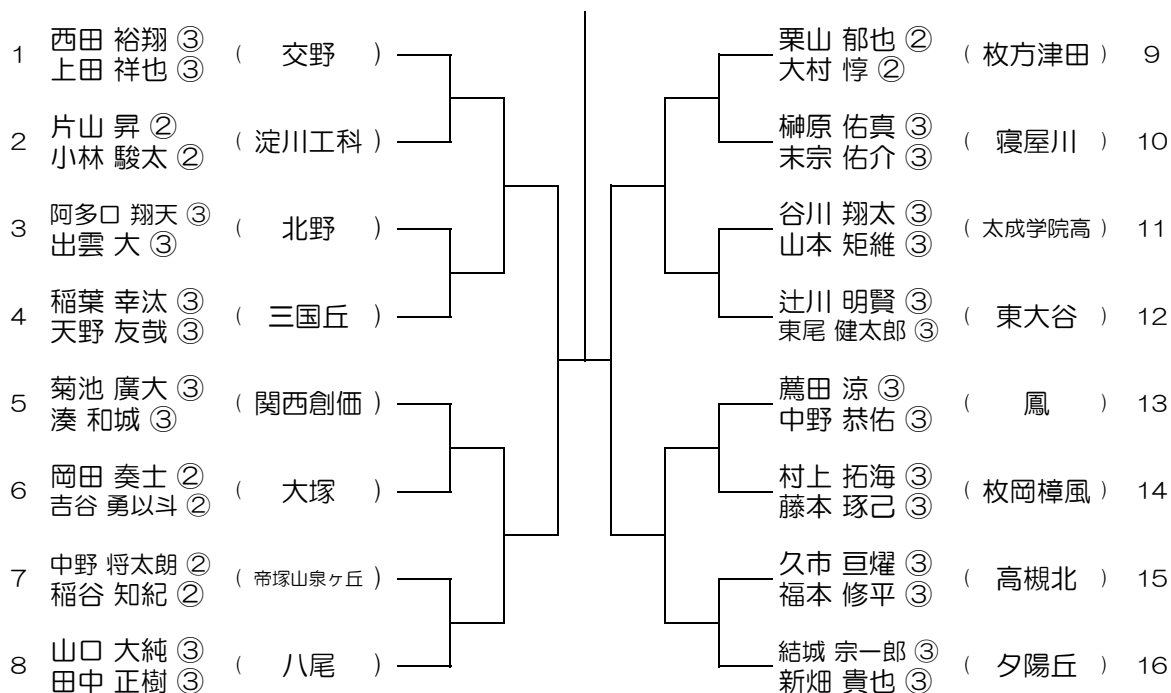 1 西田 裕翔 ③ ( 交野 )
上田 祥也 ③
2 片山 昇 ② ( 淀川工科 )
小林 駿太 ②
3 阿多口 翔天 ③ ( 北野 )
出雲 大 ③
4 稲葉 幸汰 ③ ( 三国丘 )
天野 友哉 ③
5 菊池 廣大 ③ ( 関西創価 )
湊 和城 ③
6 岡田 奏士 ② ( 大塚 )
吉谷 勇以斗 ②
7 中野 将太朗 ② ( 帝塚山泉ヶ丘 )
稲谷 知紀 ②
8 山口 大純 ③ ( 八尾 )
田中 正樹 ③
栗山 郁也 ② ( 枚方津田 ) 9
大村 惇 ②
榊原 佑真 ③ ( 寝屋川 ) 10
末宗 佑介 ③
谷川 翔太 ③ ( 太成学院高 ) 11
山本 矩維 ③
辻川 明賢 ③ ( 東大谷 ) 12
東尾 健太郎 ③
薦田 涼 ③ ( 鳳 ) 13
中野 恭佑 ③
村上 拓海 ③ ( 枚岡樟風 ) 14
藤本 琢己 ③
久市 亘燿 ③ ( 高槻北 ) 15
福本 修平 ③
結城 宗一郎 ③ ( 夕陽丘 ) 16
新畑 貴也 ③